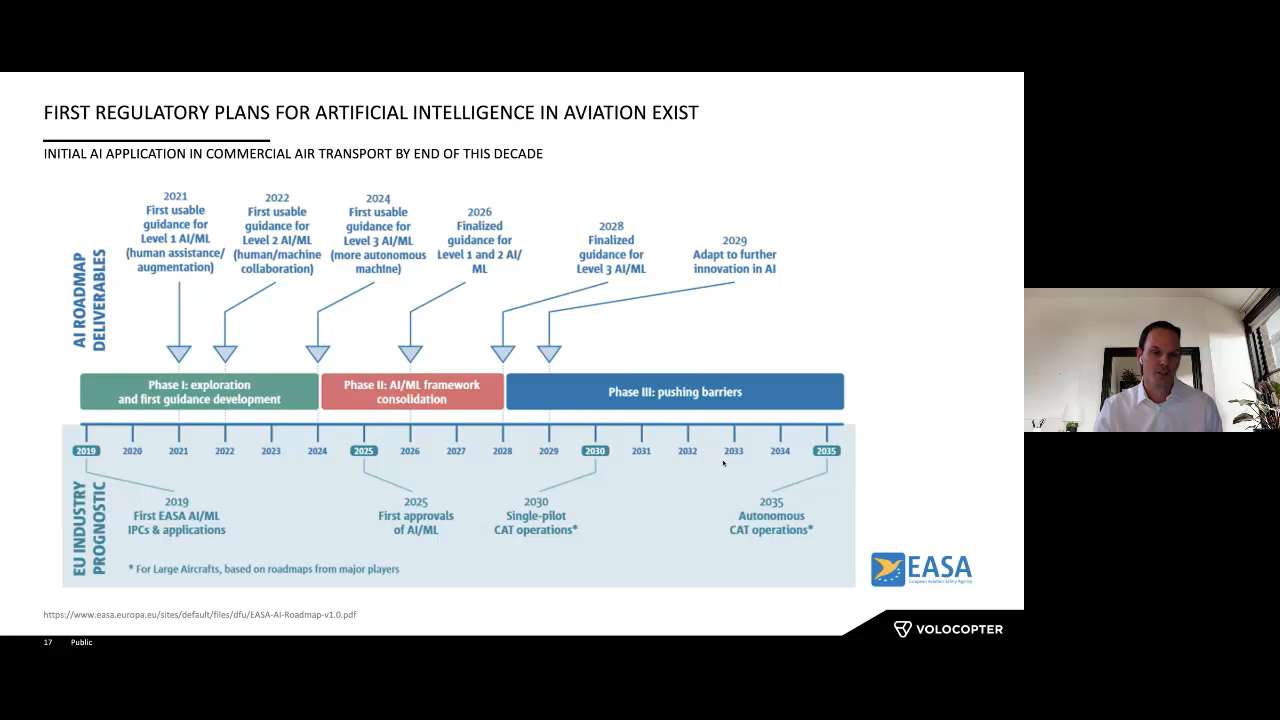 FIRST REGULATORY PLANS FOR ARTIFICIAL INTELLIGENCE IN AVIATION EXIST
INITIAL AI APPLICATION IN COMMERCIAL AIR TRANSPORT BY END OF THIS DECADE
AI ROADMAP
DELIVERABLES
2021
First usable
guidance for
Level 1 AI/ML
(human assistance/
augmentation)
2022
First usable
guidance for
Level 2 AI/ML
(human/machine
collaboration)
2024
First usable
guidance for
Level 3 AI/ML
(more autonomous
machine)
2026
Finalized
guidance for
Level 1 and 2 AI/
ML
2028
Finalized
guidance for
Level 3 AI/ML
2029
Adapt to further
innovation in AI
Phase I: exploration
and first guidance development
Phase II: AI/ML framework
consolidation
Phase III: pushing barriers
2019 2020 2021 2022 2023 2024 2025 2026 2027 2028 2029 2030 2031 2032 2033 2034 2035
EU INDUSTRY
PROGNOSTIC
2019
First EASA AI/ML
IPCs & applications
2025
First approvals
of AI/ML
2030
Single-pilot
CAT operations*
2035
Autonomous
CAT operations*
* For Large Aircrafts, based on roadmaps from major players
EASA
European Aviation Safety Agency
https://www.easa.europa.eu/sites/default/files/dfu/EASA-AI-Roadmap-v1.0.pdf
VOLOCOPTER
17 Public